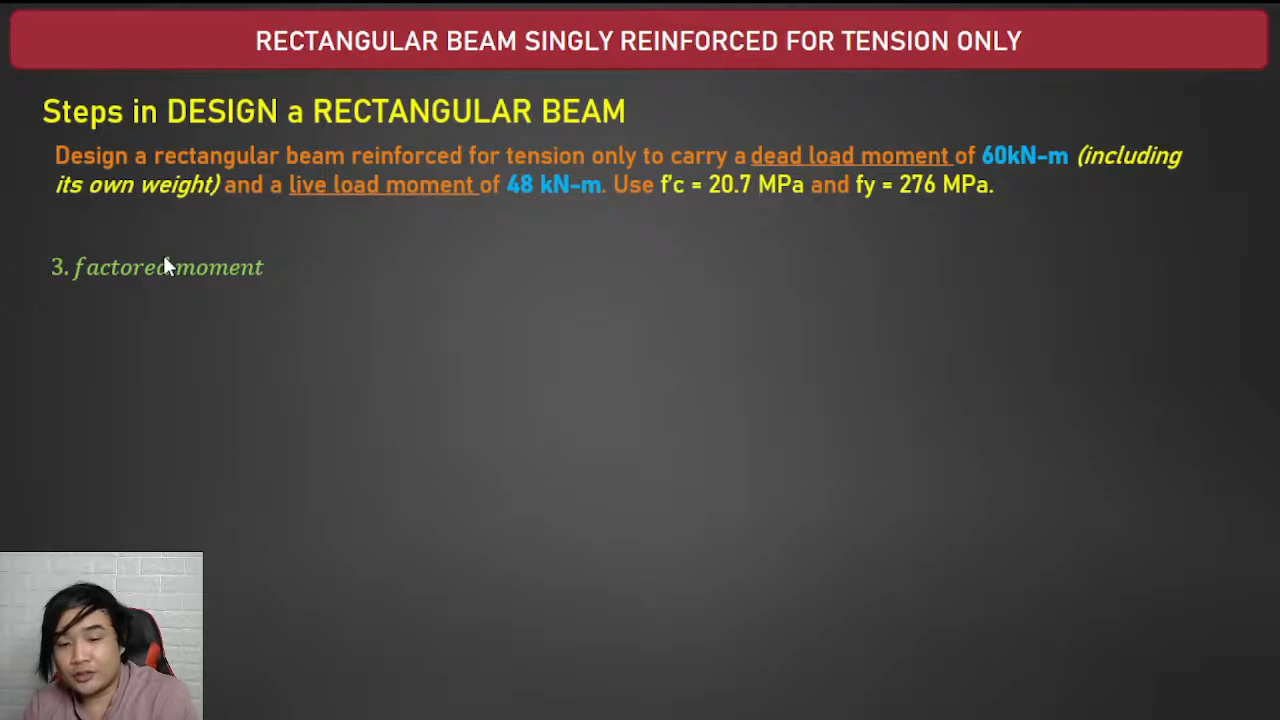 RECTANGULAR BEAM SINGLY REINFORCED FOR TENSION ONLY
Steps in DESIGN a RECTANGULAR BEAM
Design a rectangular beam reinforced for tension only to carry a dead load moment of 60kN-m (including
its own weight) and a live load moment of 48 kN-m. Use f'c = 20.7 MPa and fy = 276 MPa.
3. factored moment